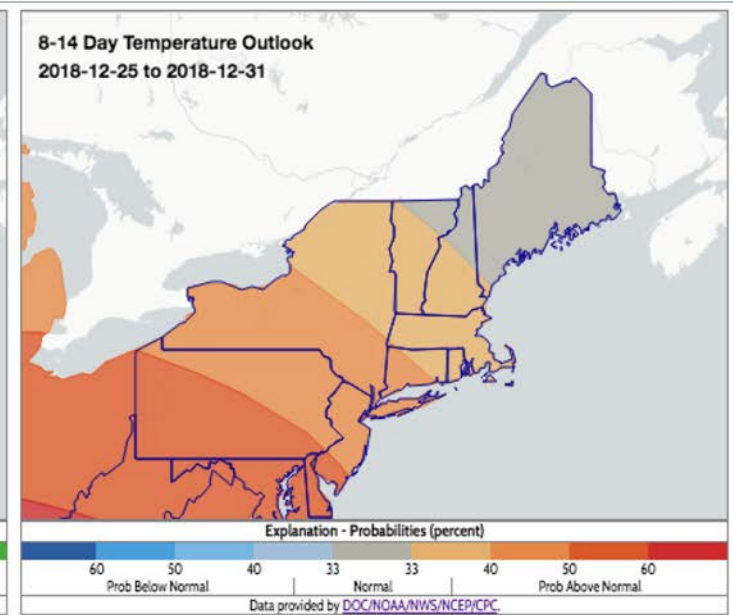 8-14 Day Temperature Outlook
2018-12-25 to 2018-12-31
Explanation - Probabilities (percent)
60 50 40 33 33 40 50 60
Prob Below Normal | Normal | Prob Above Normal
Data provided by DOC/NOAA/NWS/NCEP/CPC.